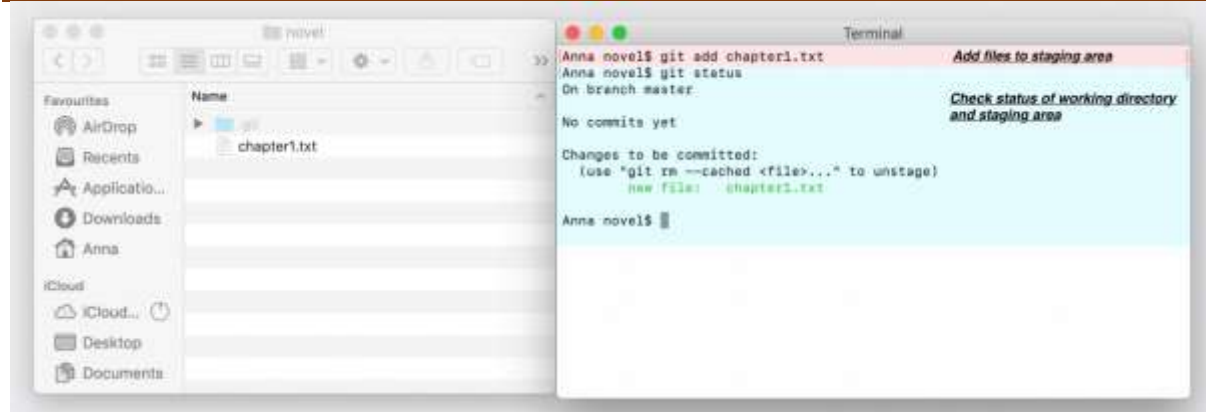 novel
Favourites
Name
AirDrop
.git
Recents
chapter1.txt
Applicatio...
Downloads
Anna
iCloud
iCloud...
Desktop
Documents
Terminal
Anna novel$ git add chapter1.txt
Add files to staging area
Anna novel$ git status
On branch master
Check status of working directory
and staging area
No commits yet
Changes to be committed:
(use "git rm --cached <file>..." to unstage)
new file: chapter1.txt
Anna novel$